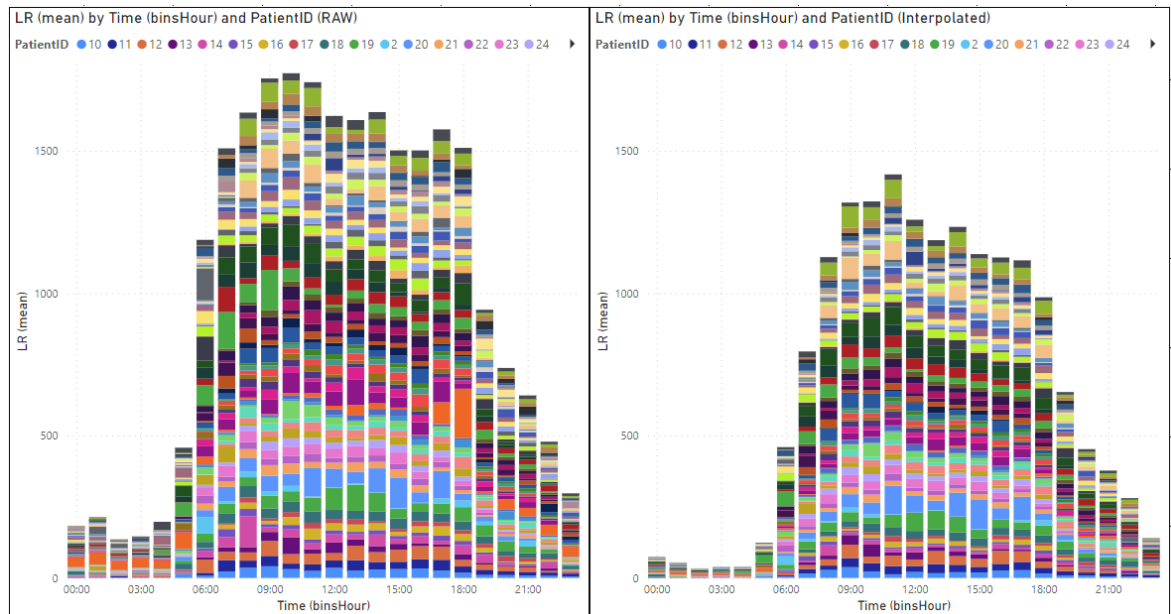 LR (mean) by Time (binsHour) and PatientID (RAW)
PatientID 10 11 12 13 14 15 16 17 18 19 2 20 21 22 23 24
LR (mean)
1500
1000
500
0
00:00 03:00 06:00 09:00 12:00 15:00 18:00 21:00
Time (binsHour)
LR (mean) by Time (binsHour) and PatientID (Interpolated)
PatientID 10 11 12 13 14 15 16 17 18 19 2 20 21 22 23 24
LR (mean)
1500
1000
500
0
00:00 03:00 06:00 09:00 12:00 15:00 18:00 21:00
Time (binsHour)